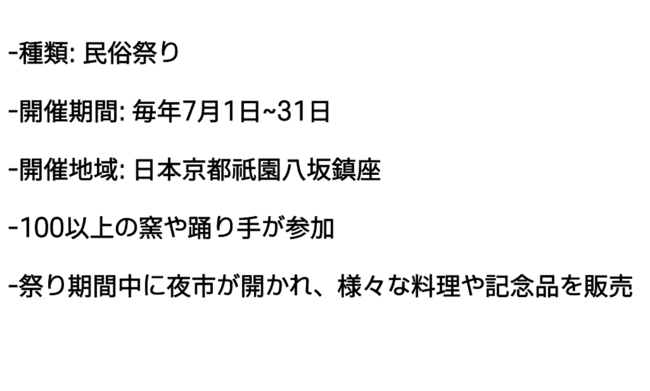 -種類: 民俗祭り
-開催期間: 毎年7月1日~31日
-開催地域: 日本京都祇園八坂鎮座
-100以上の窯や踊り手が参加
-祭り期間中に夜市が開かれ、様々な料理や記念品を販売